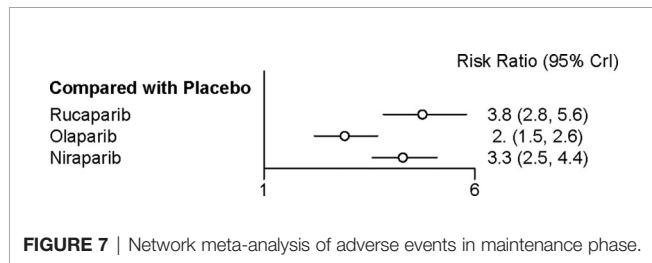 Risk Ratio (95% CrI)
Compared with Placebo
Rucaparib 3.8 (2.8, 5.6)
Olaparib 2. (1.5, 2.6)
Niraparib 3.3 (2.5, 4.4)
1 6
FIGURE 7 | Network meta-analysis of adverse events in maintenance phase.